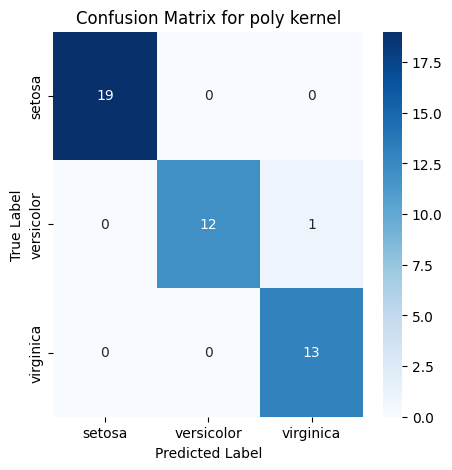 Confusion Matrix for poly kernel
True Label
setosa
19 0 0
versicolor
0 12 1
virginica
0 0 13
setosa versicolor virginica
Predicted Label
17.5
15.0
12.5
10.0
7.5
5.0
2.5
0.0